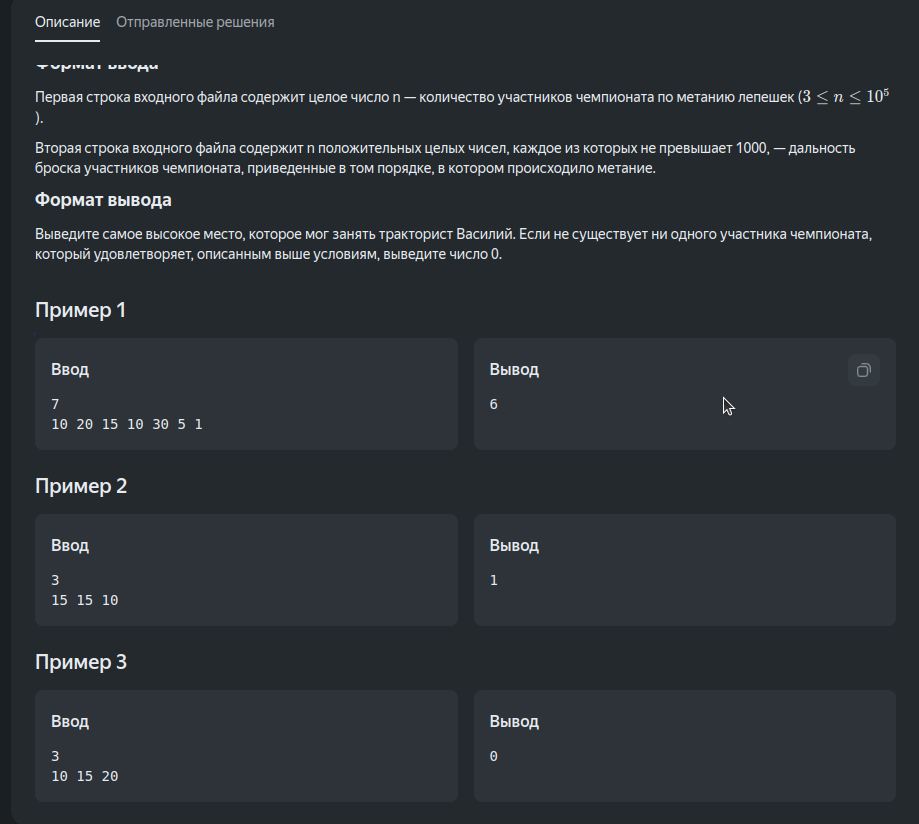 Описание Отправленные решения
Формат ввода
Первая строка входного файла содержит целое число n — количество участников чемпионата по метанию лепешек (3 ≤ n ≤ 10⁵
).
Вторая строка входного файла содержит n положительных целых чисел, каждое из которых не превышает 1000, — дальность
броска участников чемпионата, приведенные в том порядке, в котором происходило метание.
Формат вывода
Выведите самое высокое место, которое мог занять тракторист Василий. Если не существует ни одного участника чемпионата,
который удовлетворяет, описанным выше условиям, выведите число 0.
Пример 1
Ввод
7
10 20 15 10 30 5 1
Вывод
6
Пример 2
Ввод
3
15 15 10
Вывод
1
Пример 3
Ввод
3
10 15 20
Вывод
0